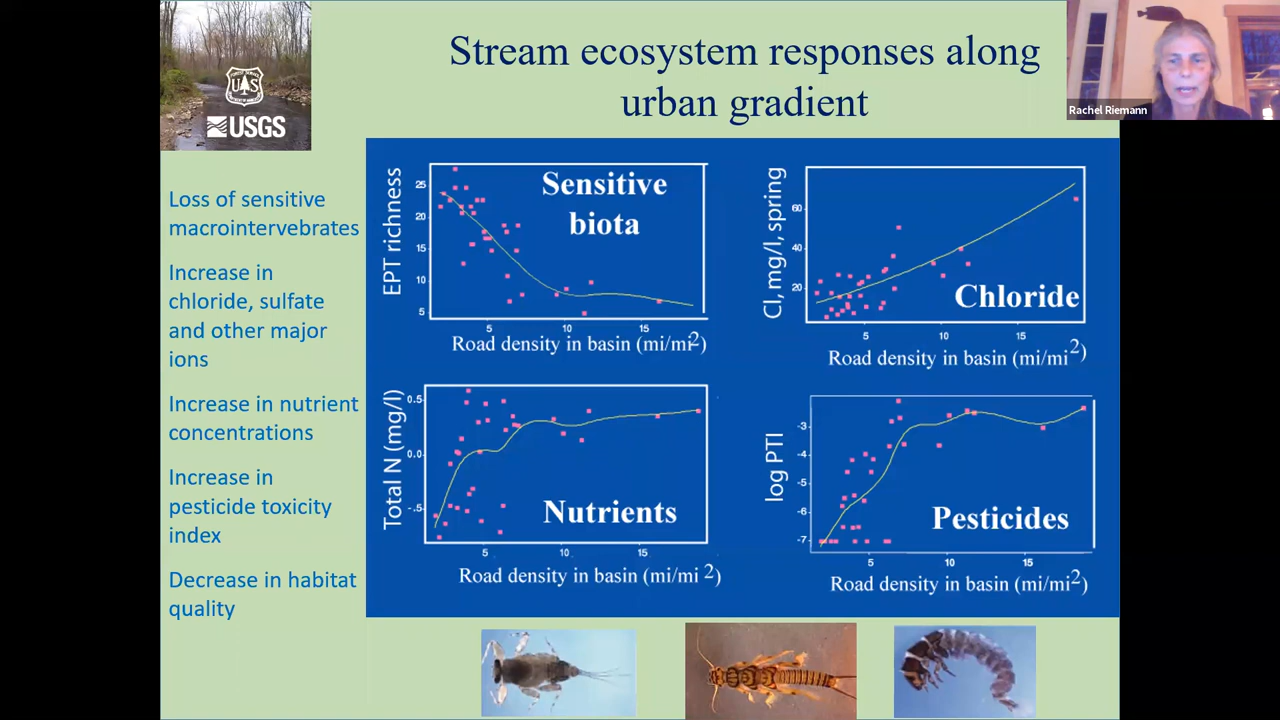 Stream ecosystem responses along
urban gradient
Rachel Riemann
US
USGS
Loss of sensitive
macrointervebrates
Increase in
chloride, sulfate
and other major
ions
Increase in nutrient
concentrations
Increase in
pesticide toxicity
index
Decrease in habitat
quality
EPT richness
25
20
15
10
5
Sensitive
biota
5 10 15
Road density in basin (mi/mi2)
Cl, mg/l, spring
60
40
20
Chloride
5 10 15
Road density in basin (mi/mi2)
Total N (mg/l)
0.5
0.0
-.5
Nutrients
5 10 15
Road density in basin (mi/mi2)
log PTI
-3
-4
-5
-6
-7
Pesticides
5 10 15
Road density in basin (mi/mi2)